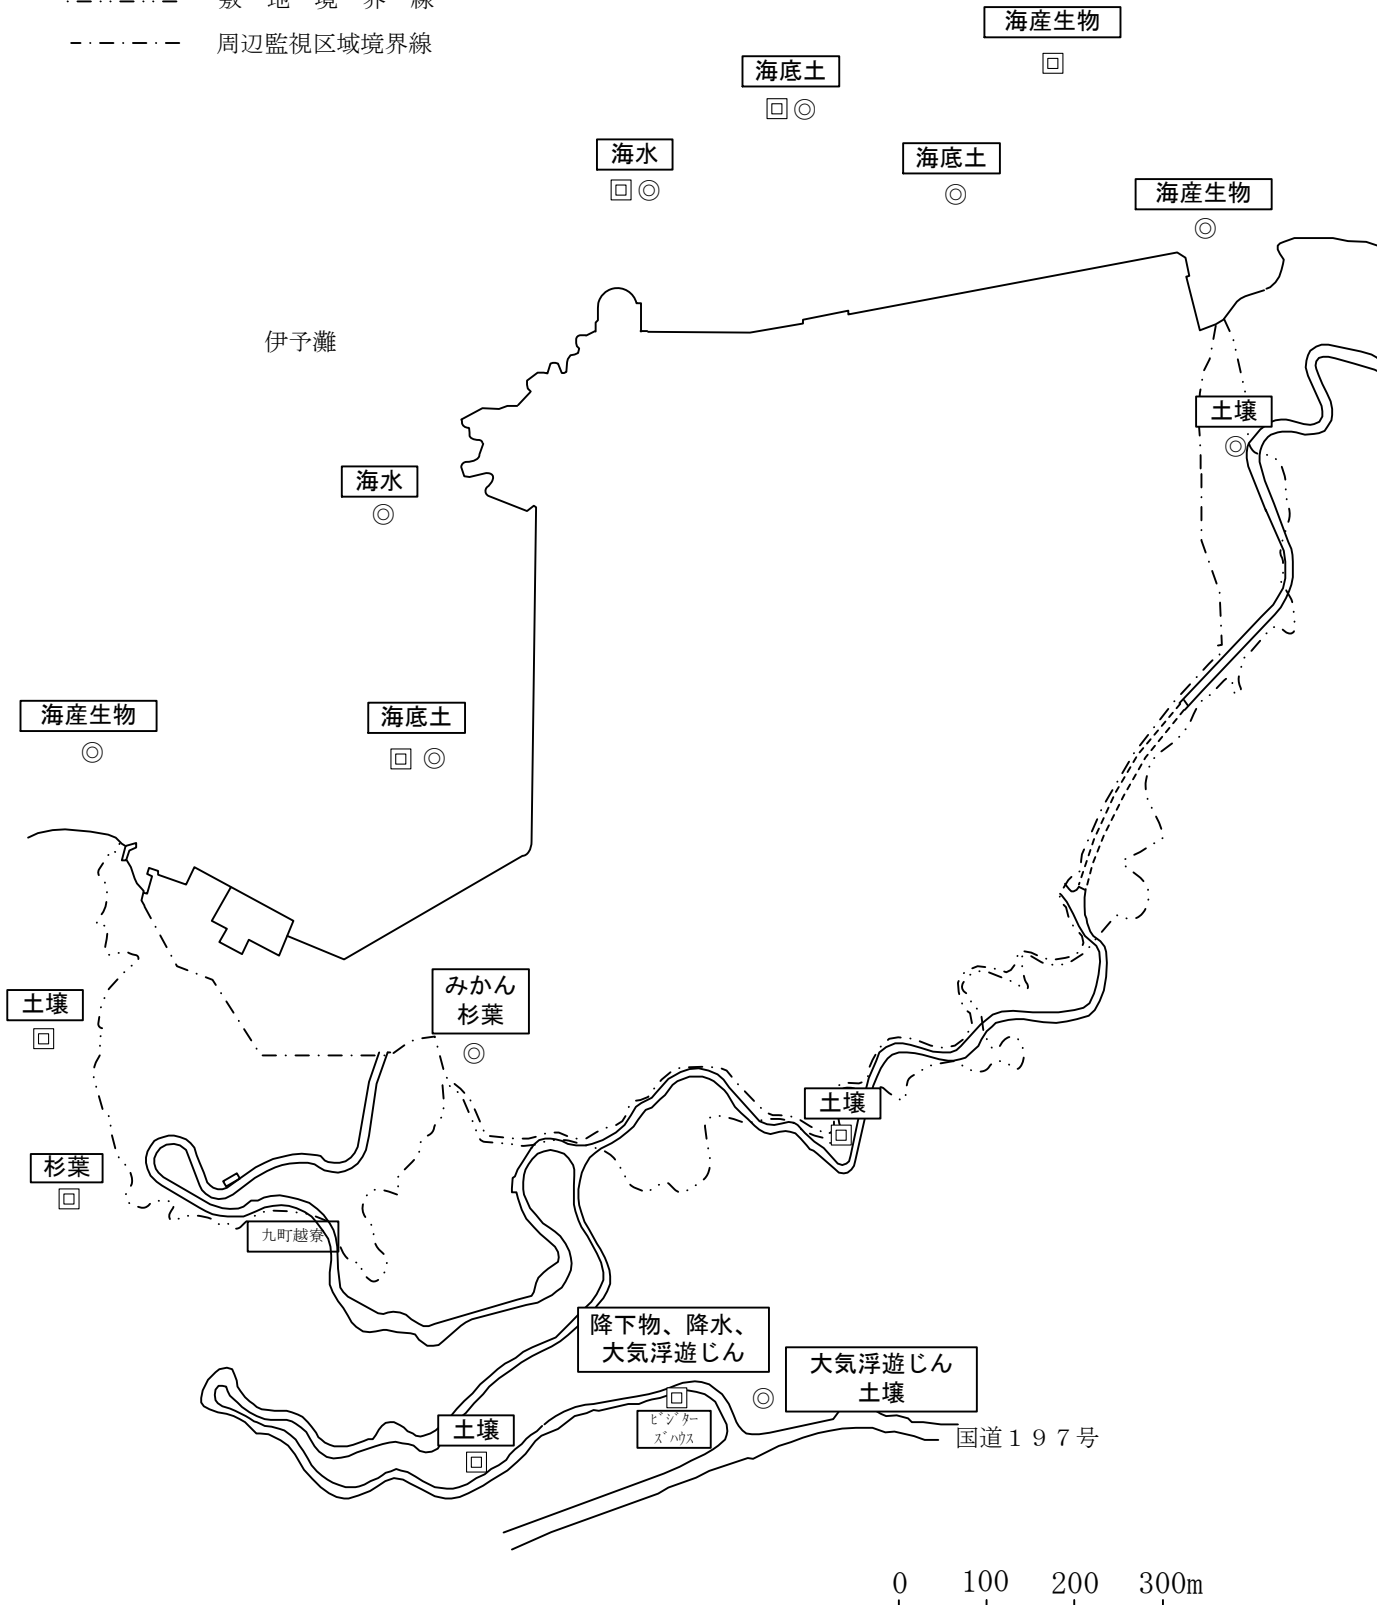 敷地境界線
周辺監視区域境界線
海産生物
海底土
海水
海底土
海産生物
伊予灘
土壌
海水
海産生物
海底土
みかん
杉葉
土壌
土壌
杉葉
九町越寮
降下物、降水、
大気浮遊じん
大気浮遊じん
土壌
ﾋﾞｼﾞﾀｰ
ｽﾞﾊｳｽ
土壌
国道１９７号
0 100 200 300m